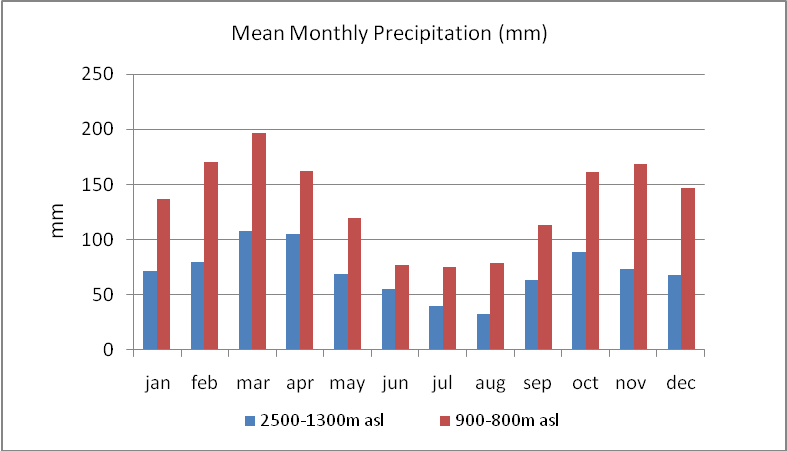 Mean Monthly Precipitation (mm)
250
200
150
100
50
0
mm
jan feb mar apr may jun jul aug sep oct nov dec
2500-1300m asl 900-800m asl